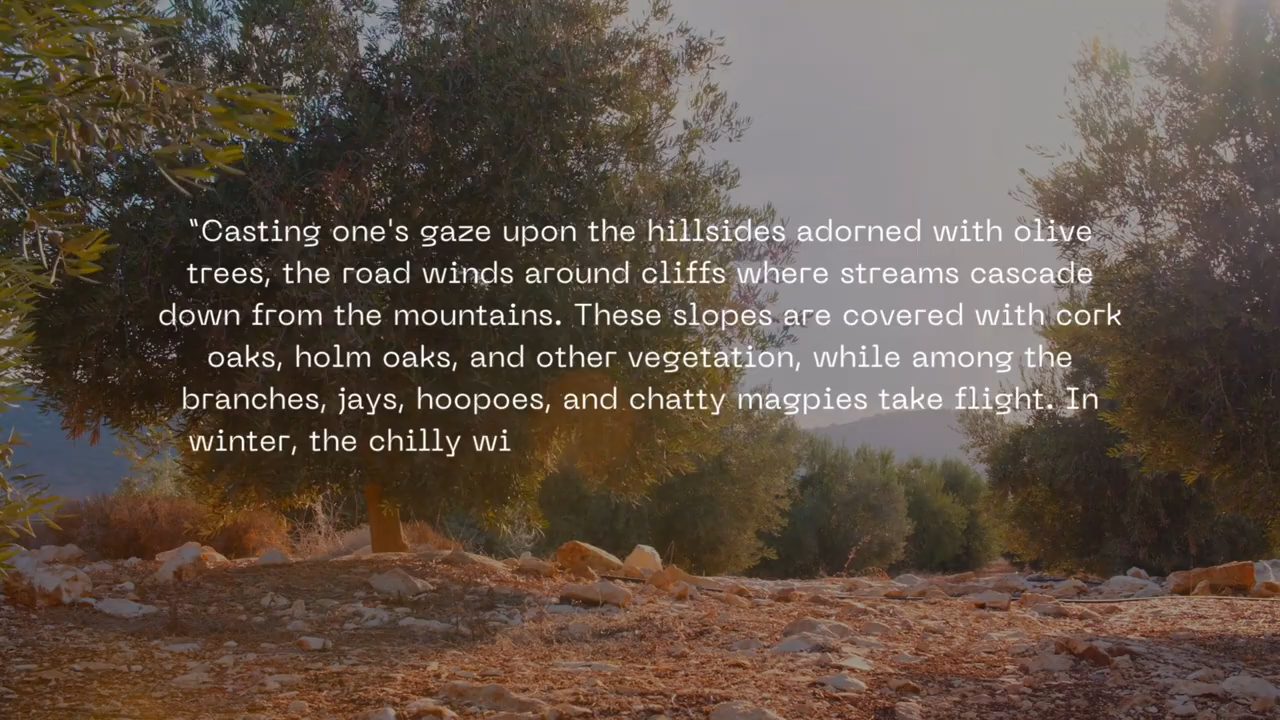 “Casting one's gaze upon the hillsides adorned with olive
trees, the road winds around cliffs where streams cascade
down from the mountains. These slopes are covered with cork
oaks, holm oaks, and other vegetation, while among the
branches, jays, hoopoes, and chatty magpies take flight. In
winter, the chilly wi